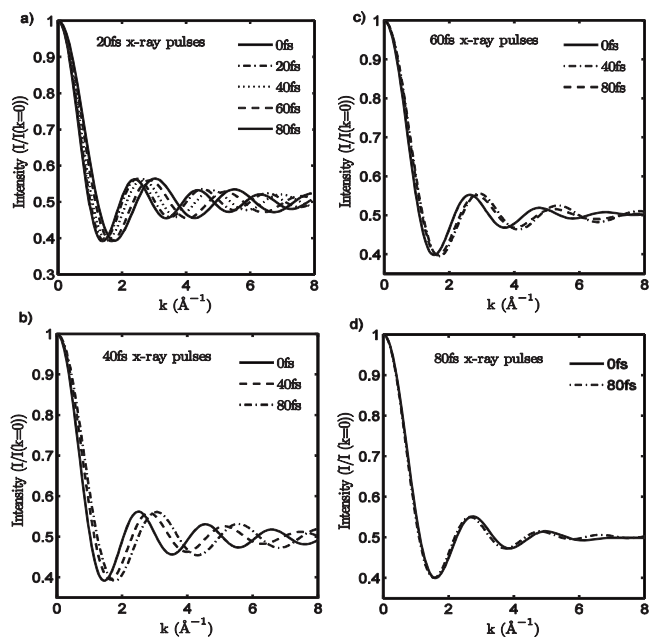 a)
20fs x-ray pulses
0fs
20fs
40fs
60fs
80fs
Intensity (I/I(k=0))
1
0.9
0.8
0.7
0.6
0.5
0.4
0.3
0 2 4 6 8
k (Å⁻¹)
b)
40fs x-ray pulses
0fs
40fs
80fs
Intensity (I/I(k=0))
1
0.9
0.8
0.7
0.6
0.5
0.4
0 2 4 6 8
k (Å⁻¹)
c)
60fs x-ray pulses
0fs
40fs
80fs
Intensity (I/I(k=0))
1
0.9
0.8
0.7
0.6
0.5
0.4
0 2 4 6 8
k (Å⁻¹)
d)
80fs x-ray pulses
0fs
80fs
Intensity (I/I (k=0))
1
0.9
0.8
0.7
0.6
0.5
0.4
0 2 4 6 8
k (Å⁻¹)